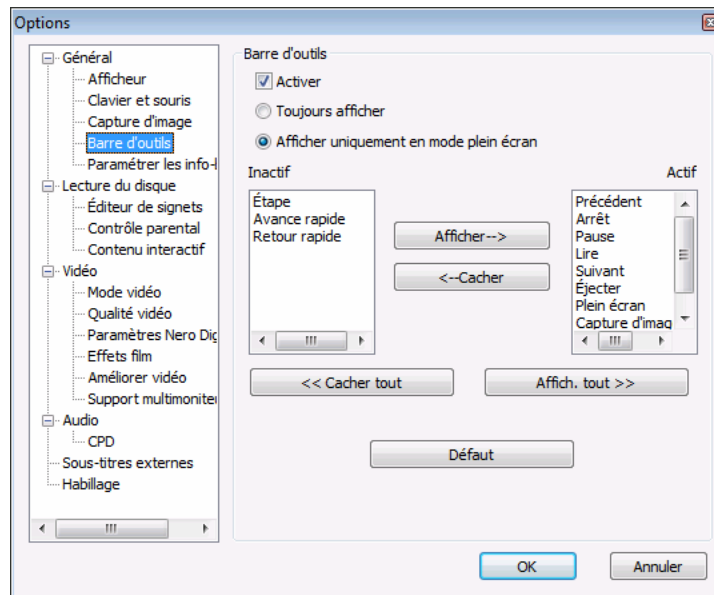 Options
Général
Afficheur
Clavier et souris
Capture d'image
Barre d'outils
Paramétrer les info-
Lecture du disque
Éditeur de signets
Contrôle parental
Contenu interactif
Vidéo
Mode vidéo
Qualité vidéo
Paramètres Nero Dig
Effets film
Améliorer vidéo
Support multimonite
Audio
CPD
Sous-titres externes
Habillage
Barre d'outils
Activer
Toujours afficher
Afficher uniquement en mode plein écran
Inactif
Étape
Avance rapide
Retour rapide
Afficher-->
<--Cacher
Actif
Précédent
Arrêt
Pause
Lire
Suivant
Éjecter
Plein écran
Capture d'imag
<< Cacher tout
Affich. tout >>
Défaut
OK
Annuler